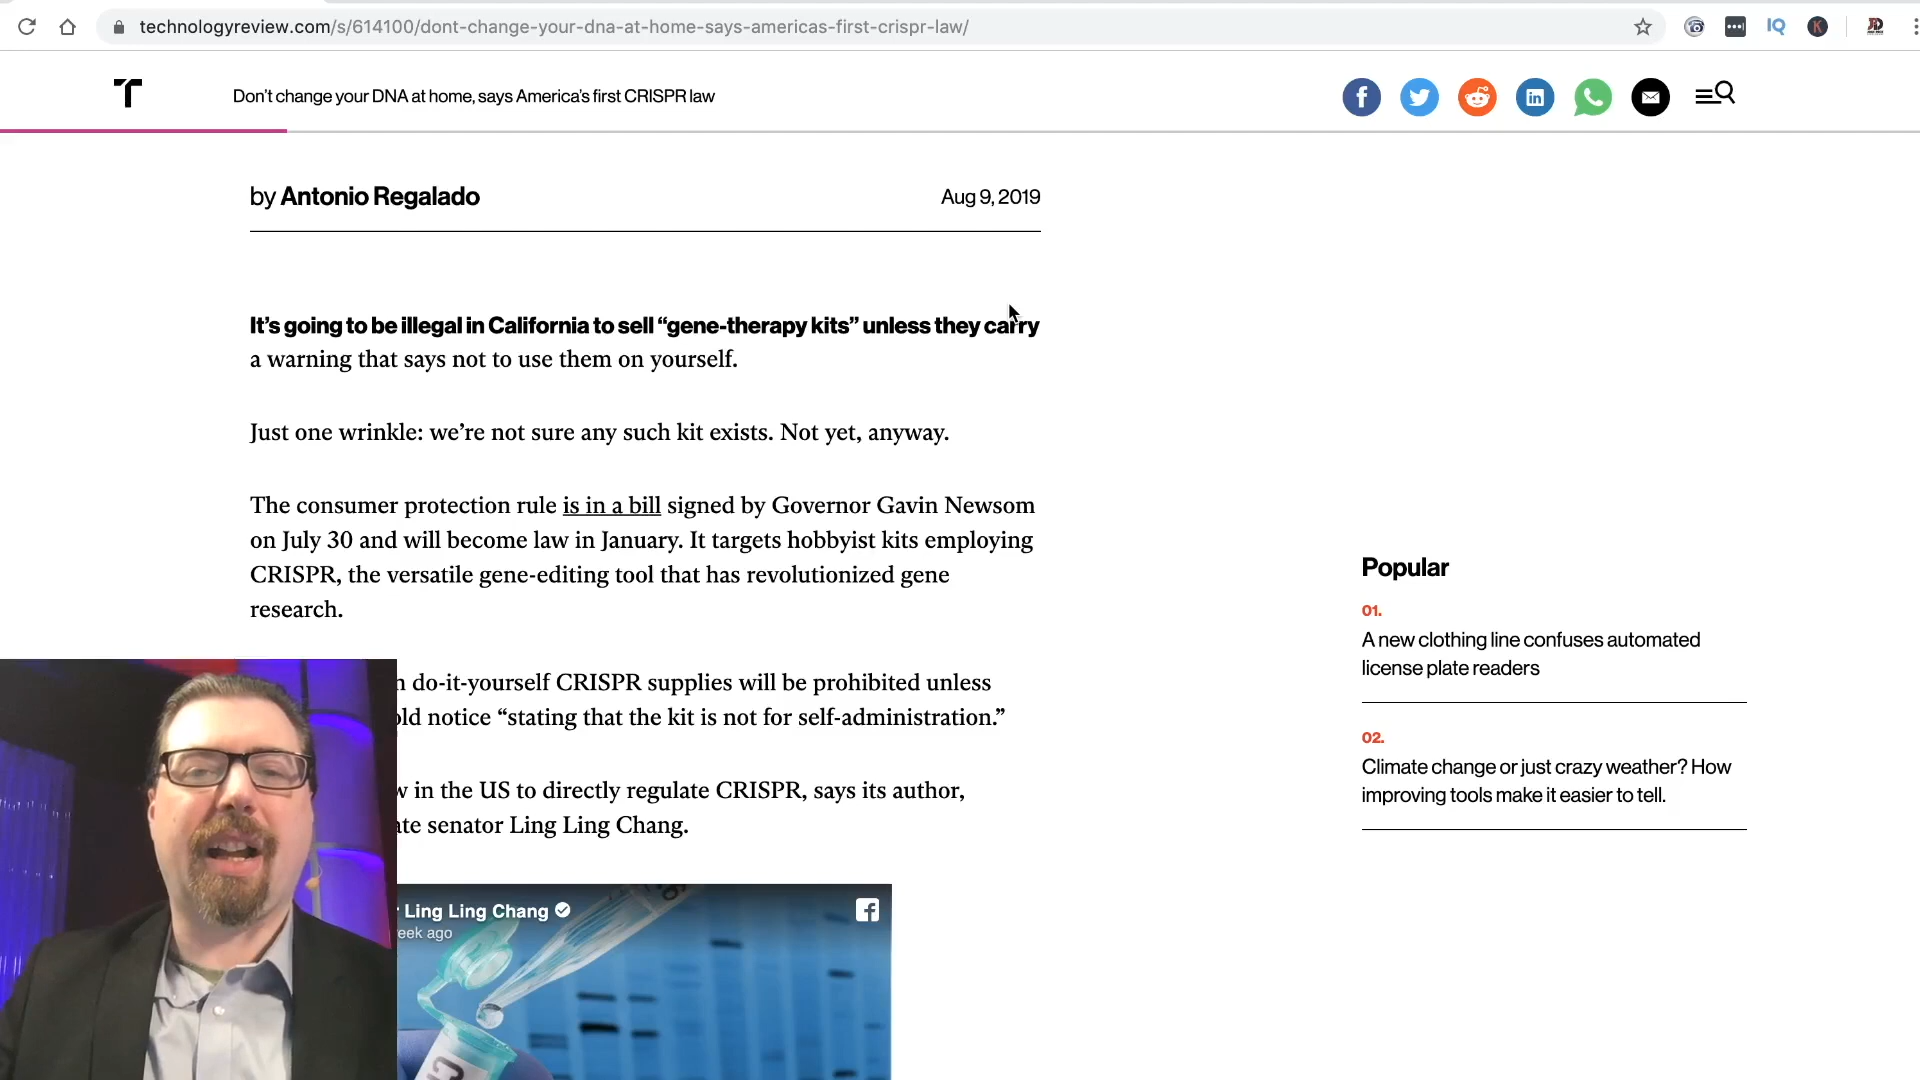 technologyreview.com/s/614100/dont-change-your-dna-at-home-says-americas-first-crispr-law/
Don't change your DNA at home, says America's first CRISPR law
by Antonio Regalado
Aug 9, 2019
It's going to be illegal in California to sell “gene-therapy kits” unless they carry
a warning that says not to use them on yourself.
Just one wrinkle: we're not sure any such kit exists. Not yet, anyway.
The consumer protection rule is in a bill signed by Governor Gavin Newsom
on July 30 and will become law in January. It targets hobbyist kits employing
CRISPR, the versatile gene-editing tool that has revolutionized gene
research.
do-it-yourself CRISPR supplies will be prohibited unless
notice “stating that the kit is not for self-administration.”
in the US to directly regulate CRISPR, says its author,
senator Ling Ling Chang.
Ling Ling Chang
ago
Popular
01.
A new clothing line confuses automated
license plate readers
02.
Climate change or just crazy weather? How
improving tools make it easier to tell.